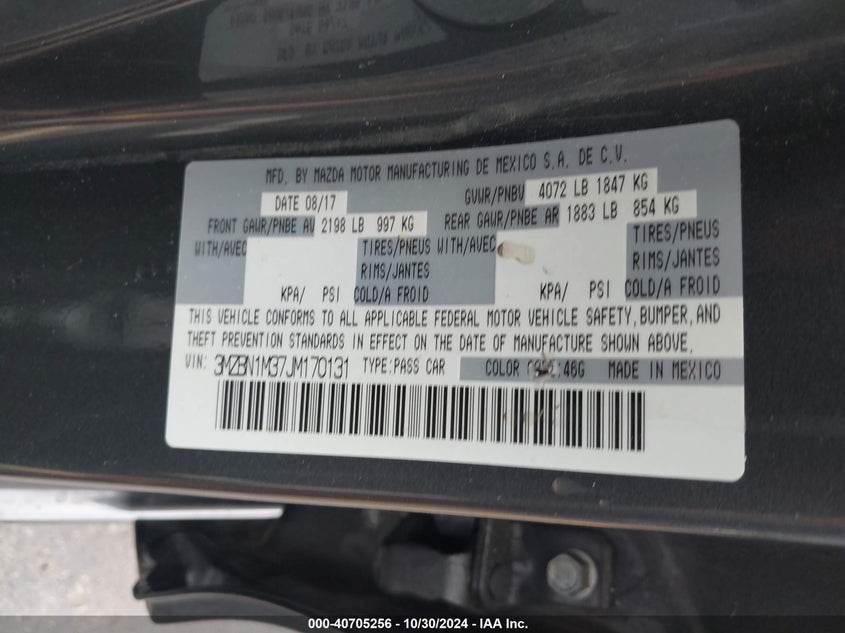 MFD. BY MAZDA MOTOR MANUFACTURING DE MEXICO S.A. DE C.V.
DATE 08/17 GVWR/PNBV 4072 LB 1847 KG
FRONT GAWR/PNBE AV 2198 LB 997 KG REAR GAWR/PNBE AR 1883 LB 854 KG
WITH/AVEC TIRES/PNEUS WITH/AVEC TIRES/PNEUS
RIMS/JANTES RIMS/JANTES
KPA/ PSI COLD/A FROID KPA/ PSI COLD/A FROID
THIS VEHICLE CONFORMS TO ALL APPLICABLE FEDERAL MOTOR VEHICLE SAFETY, BUMPER, AND
THEFT PREVENTION STANDARDS IN EFFECT ON THE DATE OF MANUFACTURE SHOWN ABOVE.
VIN: 3MZBN1M37JM170131 TYPE:PASS CAR COLOR :46G MADE IN MEXICO
000-40705256 - 10/30/2024 - IAA Inc.